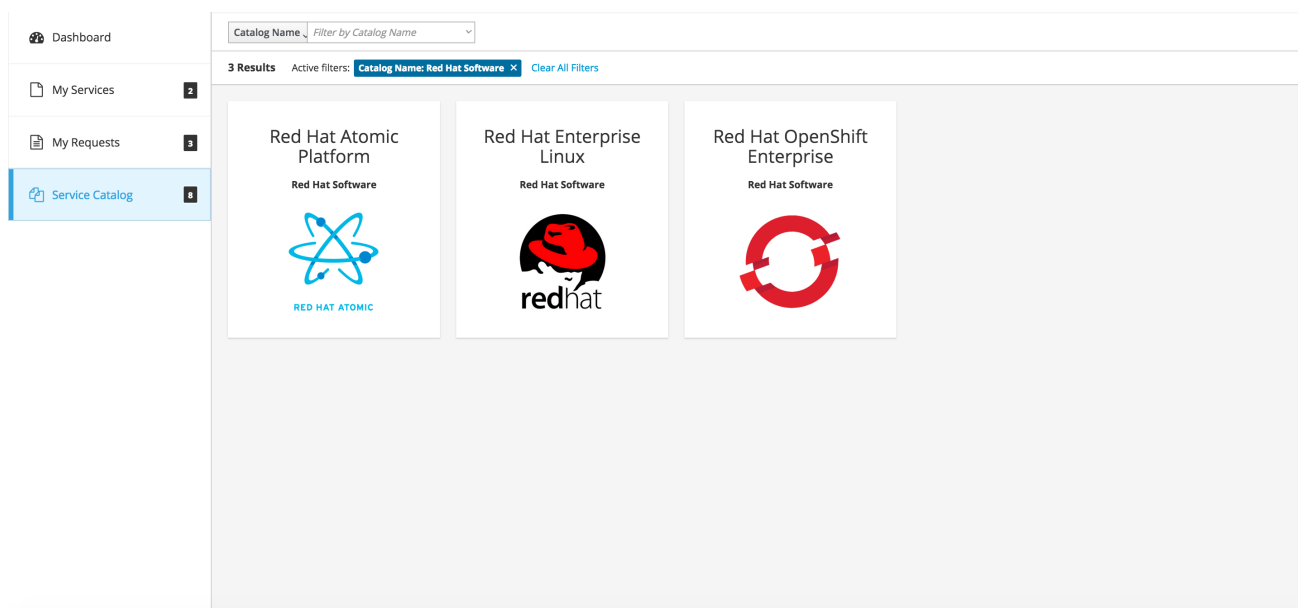 Dashboard
My Services 2
My Requests 3
Service Catalog 8
Catalog Name Filter by Catalog Name
3 Results Active filters: Catalog Name: Red Hat Software × Clear All Filters
Red Hat Atomic
Platform
Red Hat Software
RED HAT ATOMIC
Red Hat Enterprise
Linux
Red Hat Software
redhat
Red Hat OpenShift
Enterprise
Red Hat Software